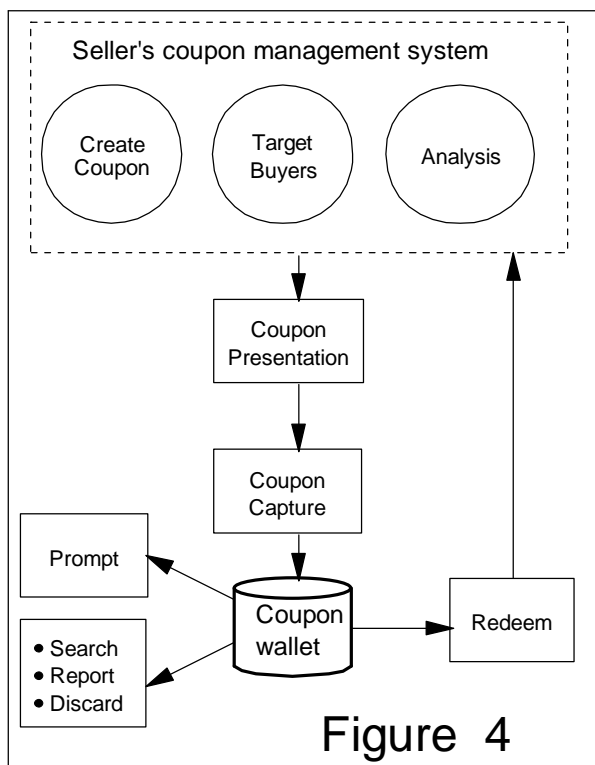 Seller's coupon management system
Create
Coupon
Target
Buyers
Analysis
Coupon
Presentation
Coupon
Capture
Prompt
Coupon
wallet
Redeem
• Search
• Report
• Discard
Figure 4